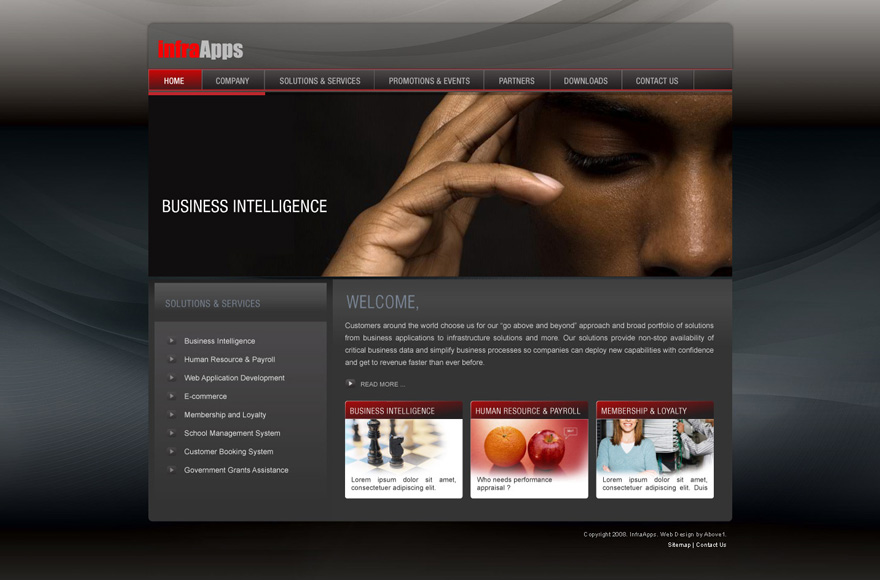 infraApps
HOME COMPANY SOLUTIONS & SERVICES PROMOTIONS & EVENTS PARTNERS DOWNLOADS CONTACT US
BUSINESS INTELLIGENCE
SOLUTIONS & SERVICES
Business Intelligence
Human Resource & Payroll
Web Application Development
E-commerce
Membership and Loyalty
School Management System
Customer Booking System
Government Grants Assistance
WELCOME,
Customers around the world choose us for our “go above and beyond” approach and broad portfolio of solutions
from business applications to infrastructure solutions and more. Our solutions provide non-stop availability of
critical business data and simplify business processes so companies can deploy new capabilities with confidence
and get to revenue faster than ever before.
READ MORE ...
BUSINESS INTELLIGENCE
Lorem ipsum dolor sit amet,
consectetuer adipiscing elit.
HUMAN RESOURCE & PAYROLL
Who needs performance
appraisal ?
MEMBERSHIP & LOYALTY
Lorem ipsum dolor sit amet,
consectetuer adipiscing elit. Duis
Copyright 2008. InfraApps. Web Design by Above1.
Sitemap | Contact Us